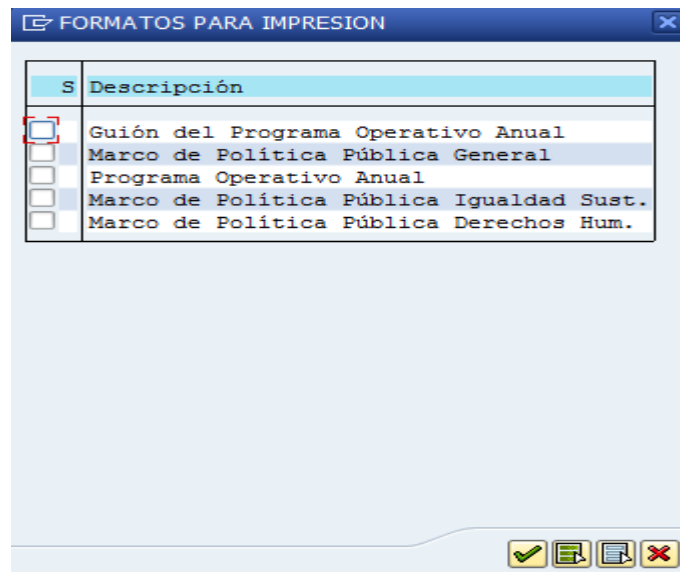 FORMATOS PARA IMPRESION
S Descripción
Guión del Programa Operativo Anual
Marco de Política Pública General
Programa Operativo Anual
Marco de Política Pública Igualdad Sust.
Marco de Política Pública Derechos Hum.